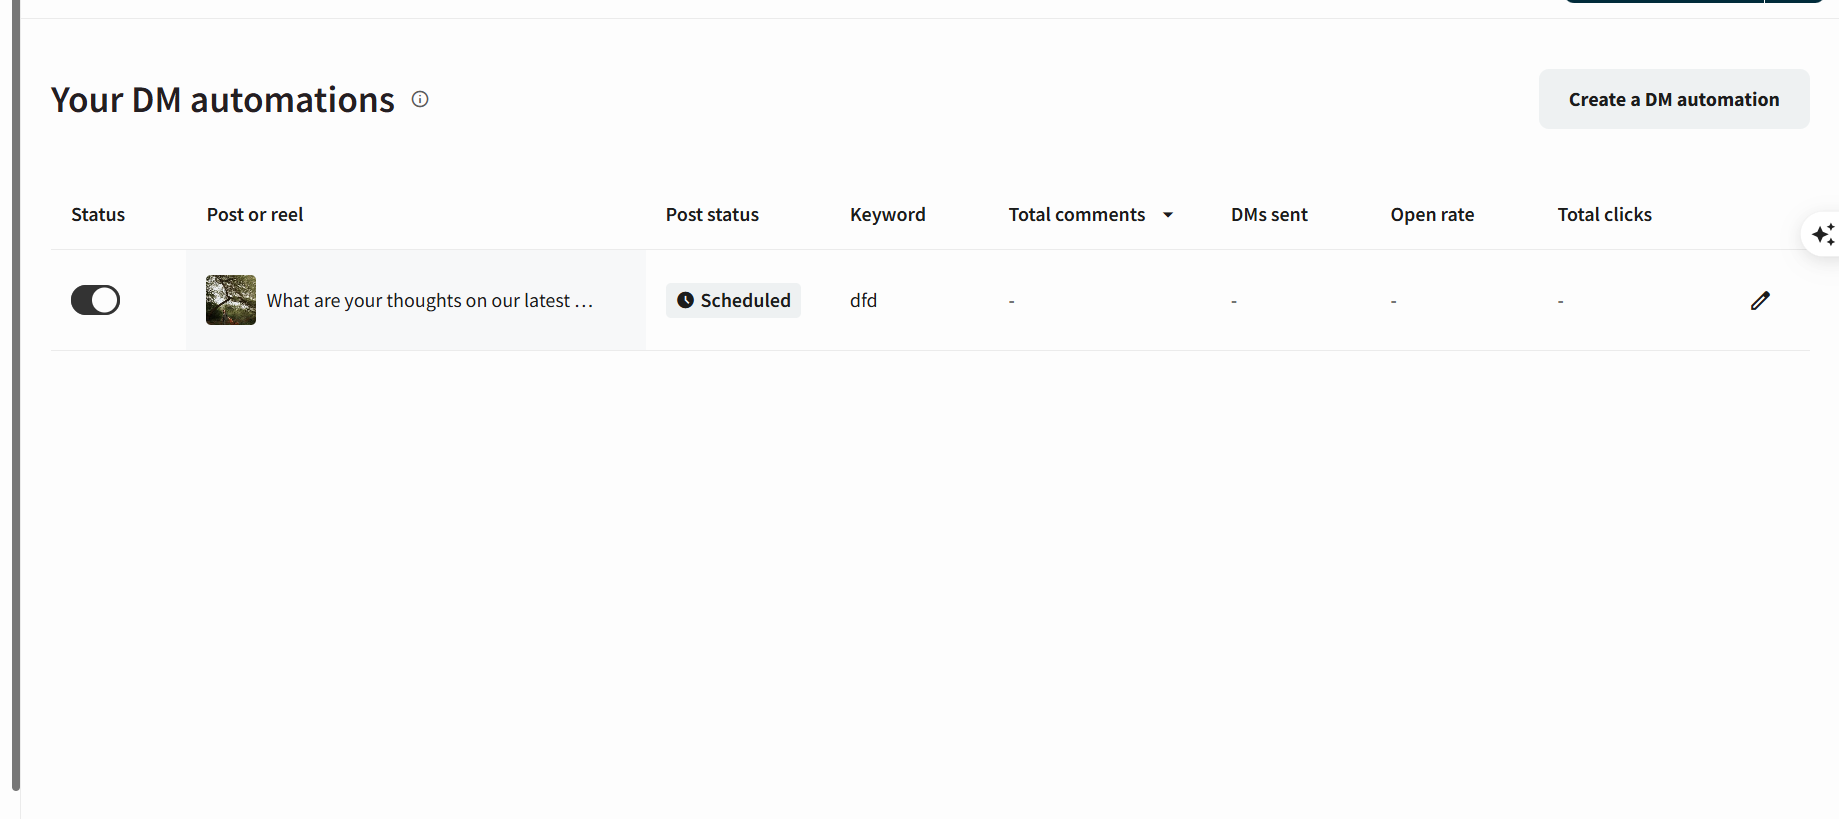 Your DM automations
Create a DM automation
Status Post or reel Post status Keyword Total comments DMs sent Open rate Total clicks
What are your thoughts on our latest … Scheduled dfd - - - -